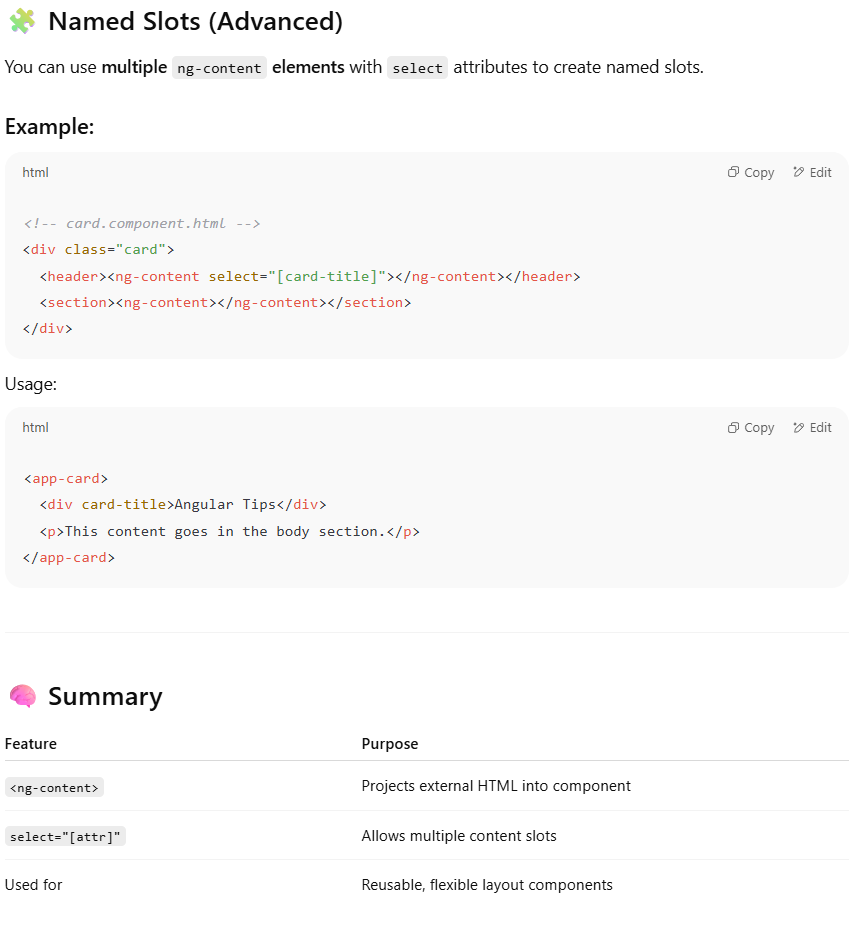 Named Slots (Advanced)
You can use multiple ng-content elements with select attributes to create named slots.
Example:
html Copy Edit
<!-- card.component.html -->
<div class="card">
  <header><ng-content select="[card-title]"></ng-content></header>
  <section><ng-content></ng-content></section>
</div>
Usage:
html Copy Edit
<app-card>
  <div card-title>Angular Tips</div>
  <p>This content goes in the body section.</p>
</app-card>
Summary
Feature Purpose
<ng-content> Projects external HTML into component
select="[attr]" Allows multiple content slots
Used for Reusable, flexible layout components